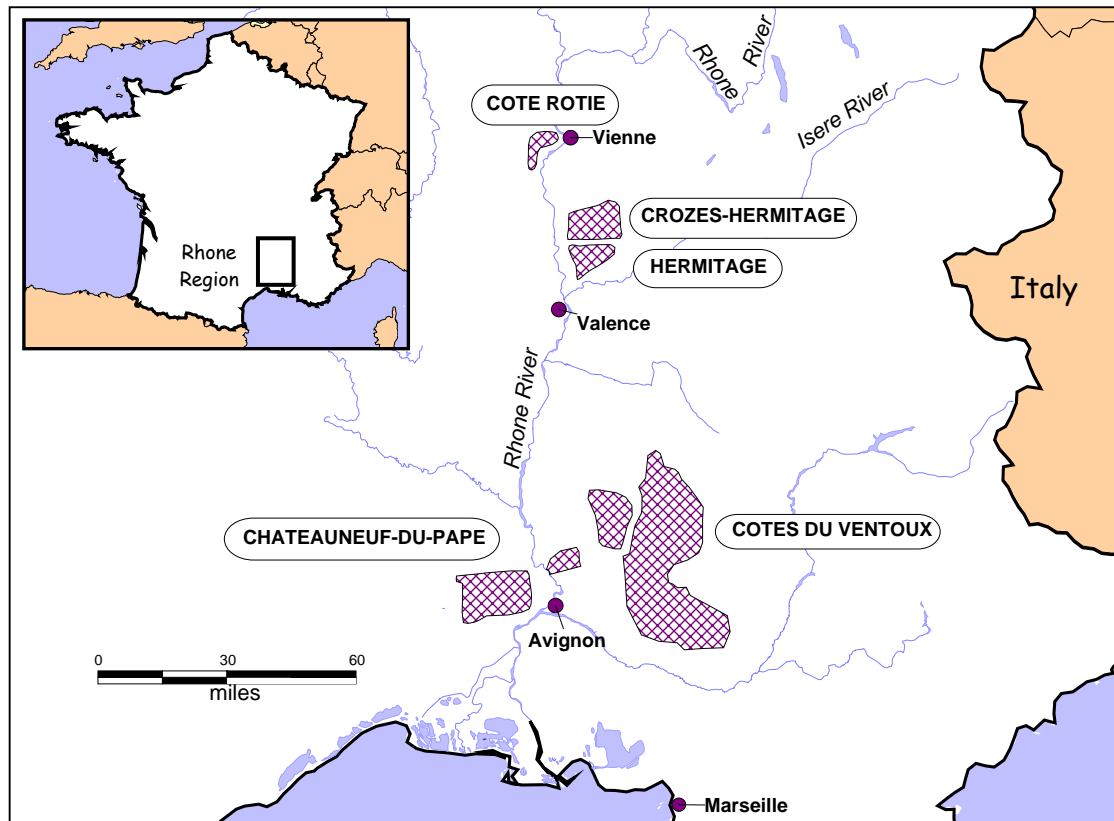 Rhone
Region
COTE ROTIE
Vienne
Rhone
River
Isere River
CROZES-HERMITAGE
HERMITAGE
Italy
Valence
Rhone River
CHATEAUNEUF-DU-PAPE
COTES DU VENTOUX
Avignon
0 30 60
miles
Marseille